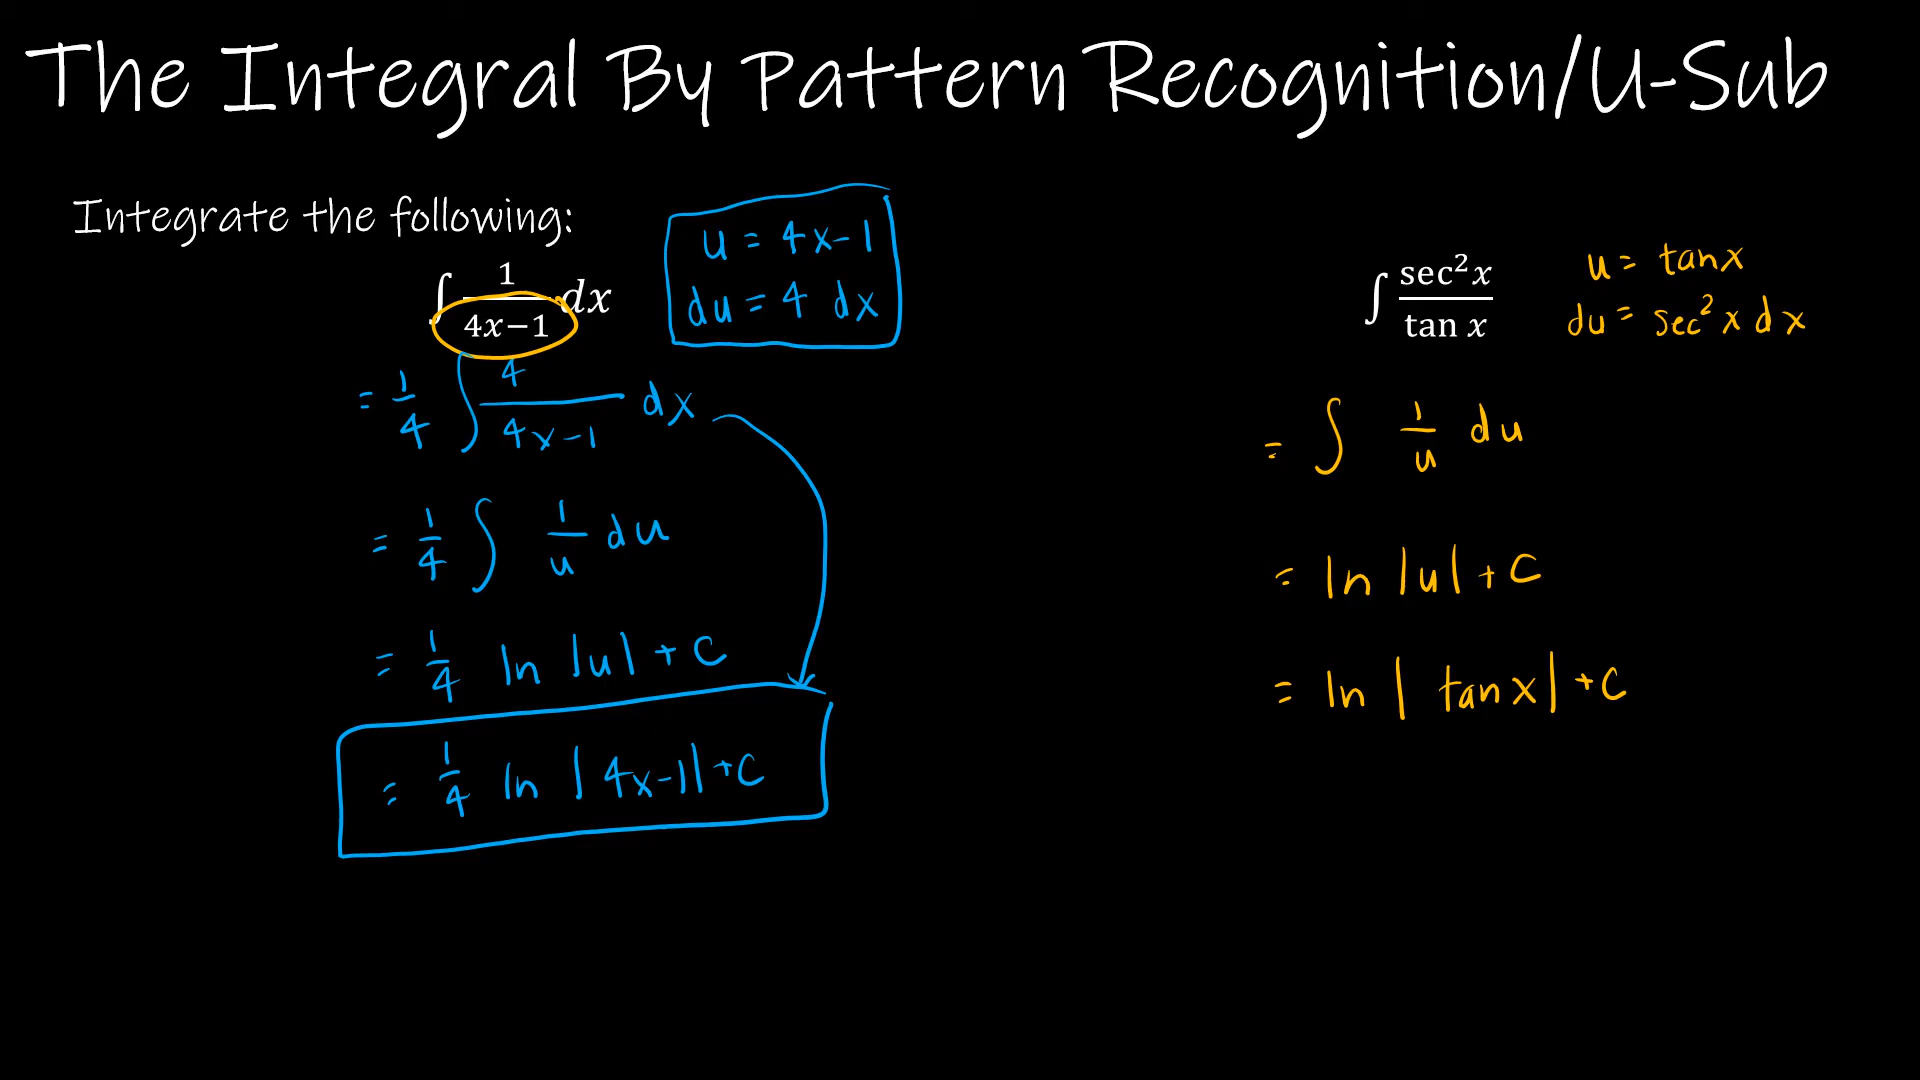 The Integral By Pattern Recognition/U-Sub
Integrate the following:
∫ 1/(4x−1) dx
u = 4x-1
du = 4 dx
= 1/4 ∫ 4/(4x-1) dx
= 1/4 ∫ 1/u du
= 1/4 ln |u| + C
= 1/4 ln |4x-1| + C
∫ sec² x / tan x
u = tanx
du = sec² x dx
= ∫ 1/u du
= ln |u| + C
= ln | tanx| + C